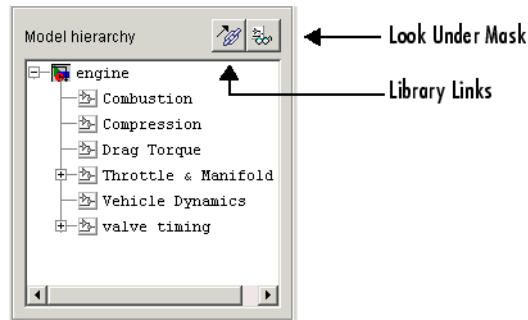 Model hierarchy
Look Under Mask
Library Links
engine
Combustion
Compression
Drag Torque
Throttle & Manifold
Vehicle Dynamics
valve timing